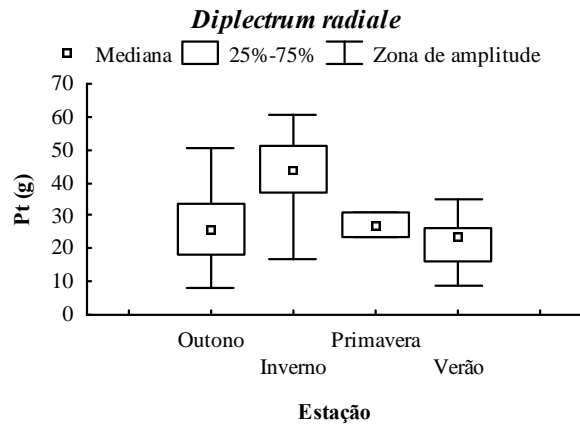 Diplectrum radiale
Mediana 25%-75% Zona de amplitude
70
60
50
40
30
20
10
0
Pt (g)
Outono Primavera
Inverno Verão
Estação